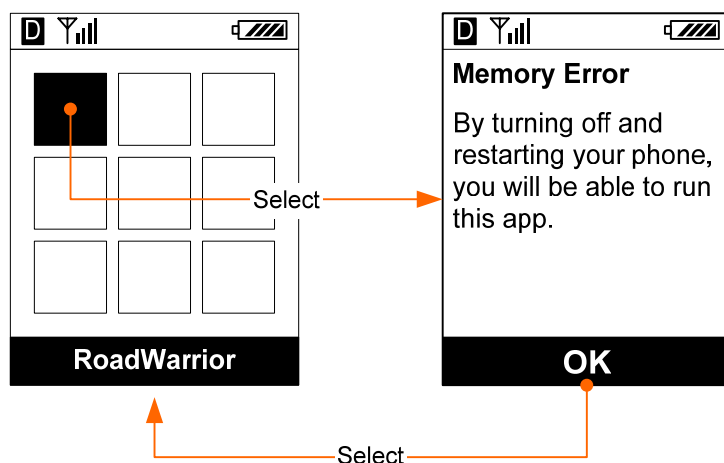 D
RoadWarrior
Select
D
Memory Error
By turning off and
restarting your phone,
you will be able to run
this app.
OK
Select